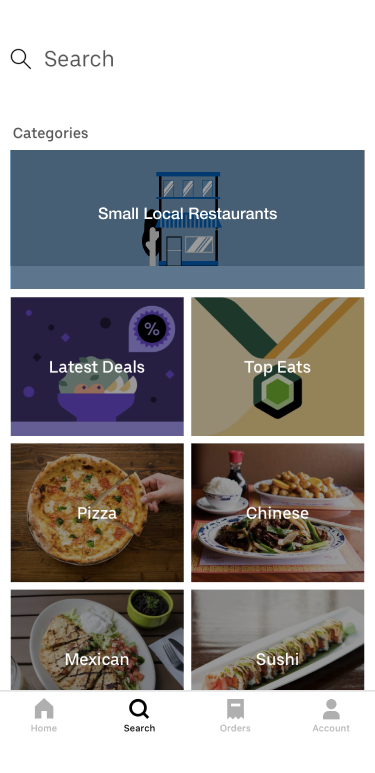 Search
Categories
Small Local Restaurants
%
Latest Deals
Top Eats
Pizza
Chinese
Mexican
Sushi
Home
Search
Orders
Account